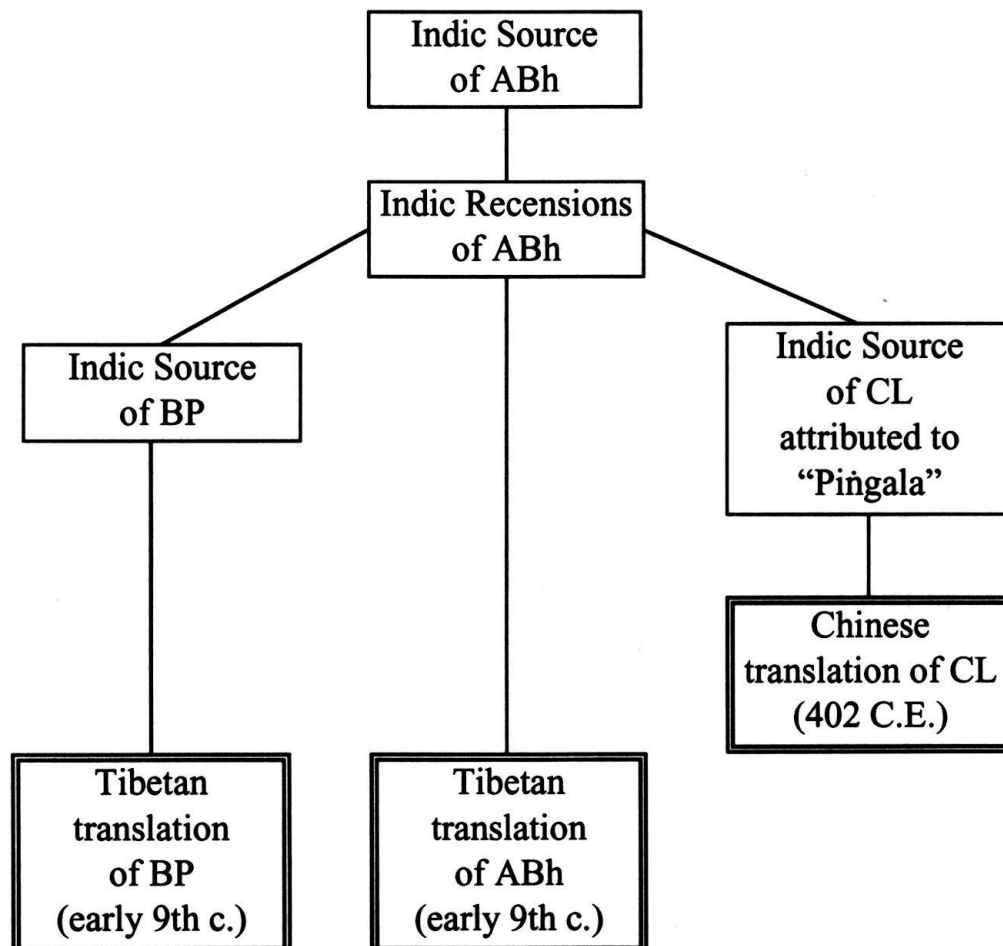 Indic Source
of ABh
Indic Recensions
of ABh
Indic Source
of BP
Indic Source
of CL
attributed to
“Piṅgala”
Chinese
translation of CL
(402 C.E.)
Tibetan
translation
of BP
(early 9th c.)
Tibetan
translation
of ABh
(early 9th c.)